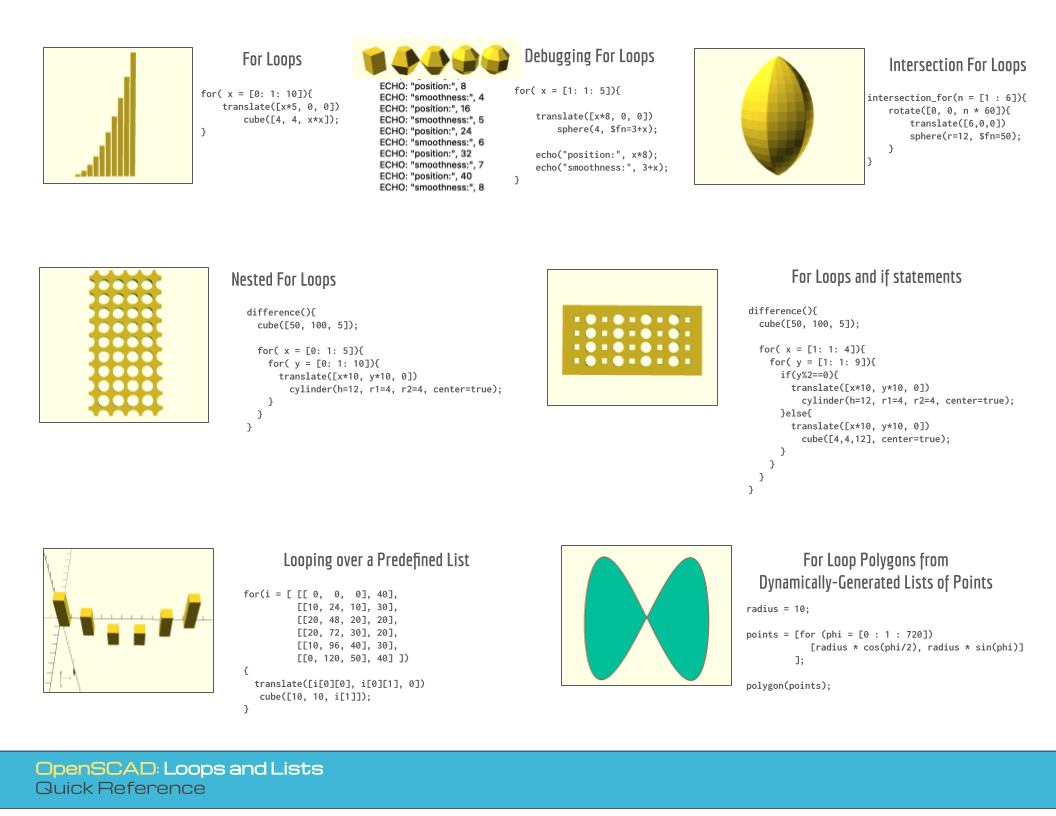 For Loops
for( x = [0: 1: 10]){
    translate([x*5, 0, 0])
        cube([4, 4, x*x]);
}
ECHO: "position:", 8
ECHO: "smoothness:", 4
ECHO: "position:", 16
ECHO: "smoothness:", 5
ECHO: "position:", 24
ECHO: "smoothness:", 6
ECHO: "position:", 32
ECHO: "smoothness:", 7
ECHO: "position:", 40
ECHO: "smoothness:", 8
Debugging For Loops
for( x = [1: 1: 5]){
    translate([x*8, 0, 0])
        sphere(4, $fn=3+x);
    echo("position:", x*8);
    echo("smoothness:", 3+x);
}
Intersection For Loops
intersection_for(n = [1 : 6]){
    rotate([0, 0, n * 60]){
        translate([6,0,0])
        sphere(r=12, $fn=50);
    }
}
Nested For Loops
difference(){
  cube([50, 100, 5]);
  for( x = [0: 1: 5]){
    for( y = [0: 1: 10]){
      translate([x*10, y*10, 0])
        cylinder(h=12, r1=4, r2=4, center=true);
    }
  }
}
For Loops and if statements
difference(){
  cube([50, 100, 5]);
  for( x = [1: 1: 4]){
    for( y = [1: 1: 9]){
      if(y%2==0){
        translate([x*10, y*10, 0])
          cylinder(h=12, r1=4, r2=4, center=true);
      }else{
        translate([x*10, y*10, 0])
          cube([4,4,12], center=true);
      }
    }
  }
}
Looping over a Predefined List
for(i = [ [[ 0,  0,  0], 40],
          [[10, 24, 10], 30],
          [[20, 48, 20], 20],
          [[20, 72, 30], 20],
          [[10, 96, 40], 30],
          [[0, 120, 50], 40] ])
{
  translate([i[0][0], i[0][1], 0])
   cube([10, 10, i[1]]);
}
For Loop Polygons from
Dynamically-Generated Lists of Points
radius = 10;
points = [for (phi = [0 : 1 : 720])
            [radius * cos(phi/2), radius * sin(phi)]
         ];
polygon(points);
OpenSCAD: Loops and Lists
Quick Reference